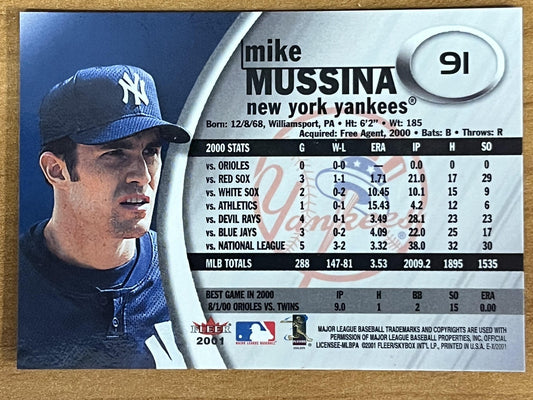 mike
91
MUSSINA
new york yankees®
Born: 12/8/68, Williamsport, PA • Ht: 6'2" • Wt: 185
Acquired: Free Agent, 2000 • Bats: B • Throws: R
2000 STATS G W-L ERA IP H SO
vs. ORIOLES 0 0-0 — 0.0 0 0
vs. RED SOX 3 1-1 1.71 21.0 17 29
vs. WHITE SOX 2 0-2 10.45 10.1 15 9
vs. ATHLETICS 1 0-1 15.43 4.2 12 6
vs. DEVIL RAYS 4 0-1 3.49 28.1 23 23
vs. BLUE JAYS 3 2-0 4.09 22.0 25 17
vs. NATIONAL LEAGUE 5 3-2 3.32 38.0 32 30
MLB TOTALS 288 147-81 3.53 2009.2 1895 1535
Yankees
BEST GAME IN 2000 IP H BB SO ERA
8/1/00 ORIOLES VS. TWINS 9 1 2 15 0.00
FLEER
2001
MAJOR LEAGUE BASEBALL
MAJOR LEAGUE BASEBALL TRADEMARKS AND COPYRIGHTS ARE USED WITH
PERMISSION OF MAJOR LEAGUE BASEBALL PROPERTIES, INC. OFFICIAL
LICENSEE-MLBPA ©2001 FLEER/SKYBOX INT'L LP., PRINTED IN U.S.A. E-X/2001